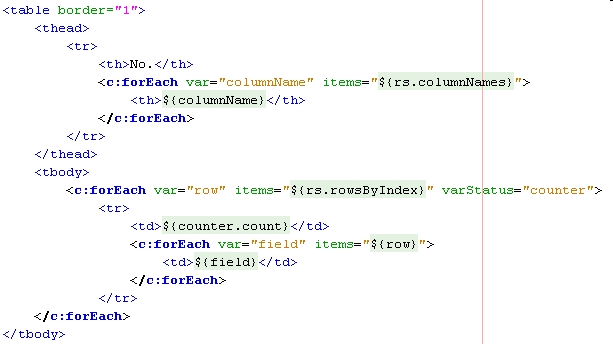 <table border="1">
    <thead>
        <tr>
            <th>No.</th>
            <c:forEach var="columnName" items="${rs.columnNames}">
                <th>${columnName}</th>
            </c:forEach>
        </tr>
    </thead>
    <tbody>
        <c:forEach var="row" items="${rs.rowsByIndex}" varStatus="counter">
            <tr>
                <td>${counter.count}</td>
                <c:forEach var="field" items="${row}">
                    <td>${field}</td>
                </c:forEach>
            </tr>
    </c:forEach>
</tbody>